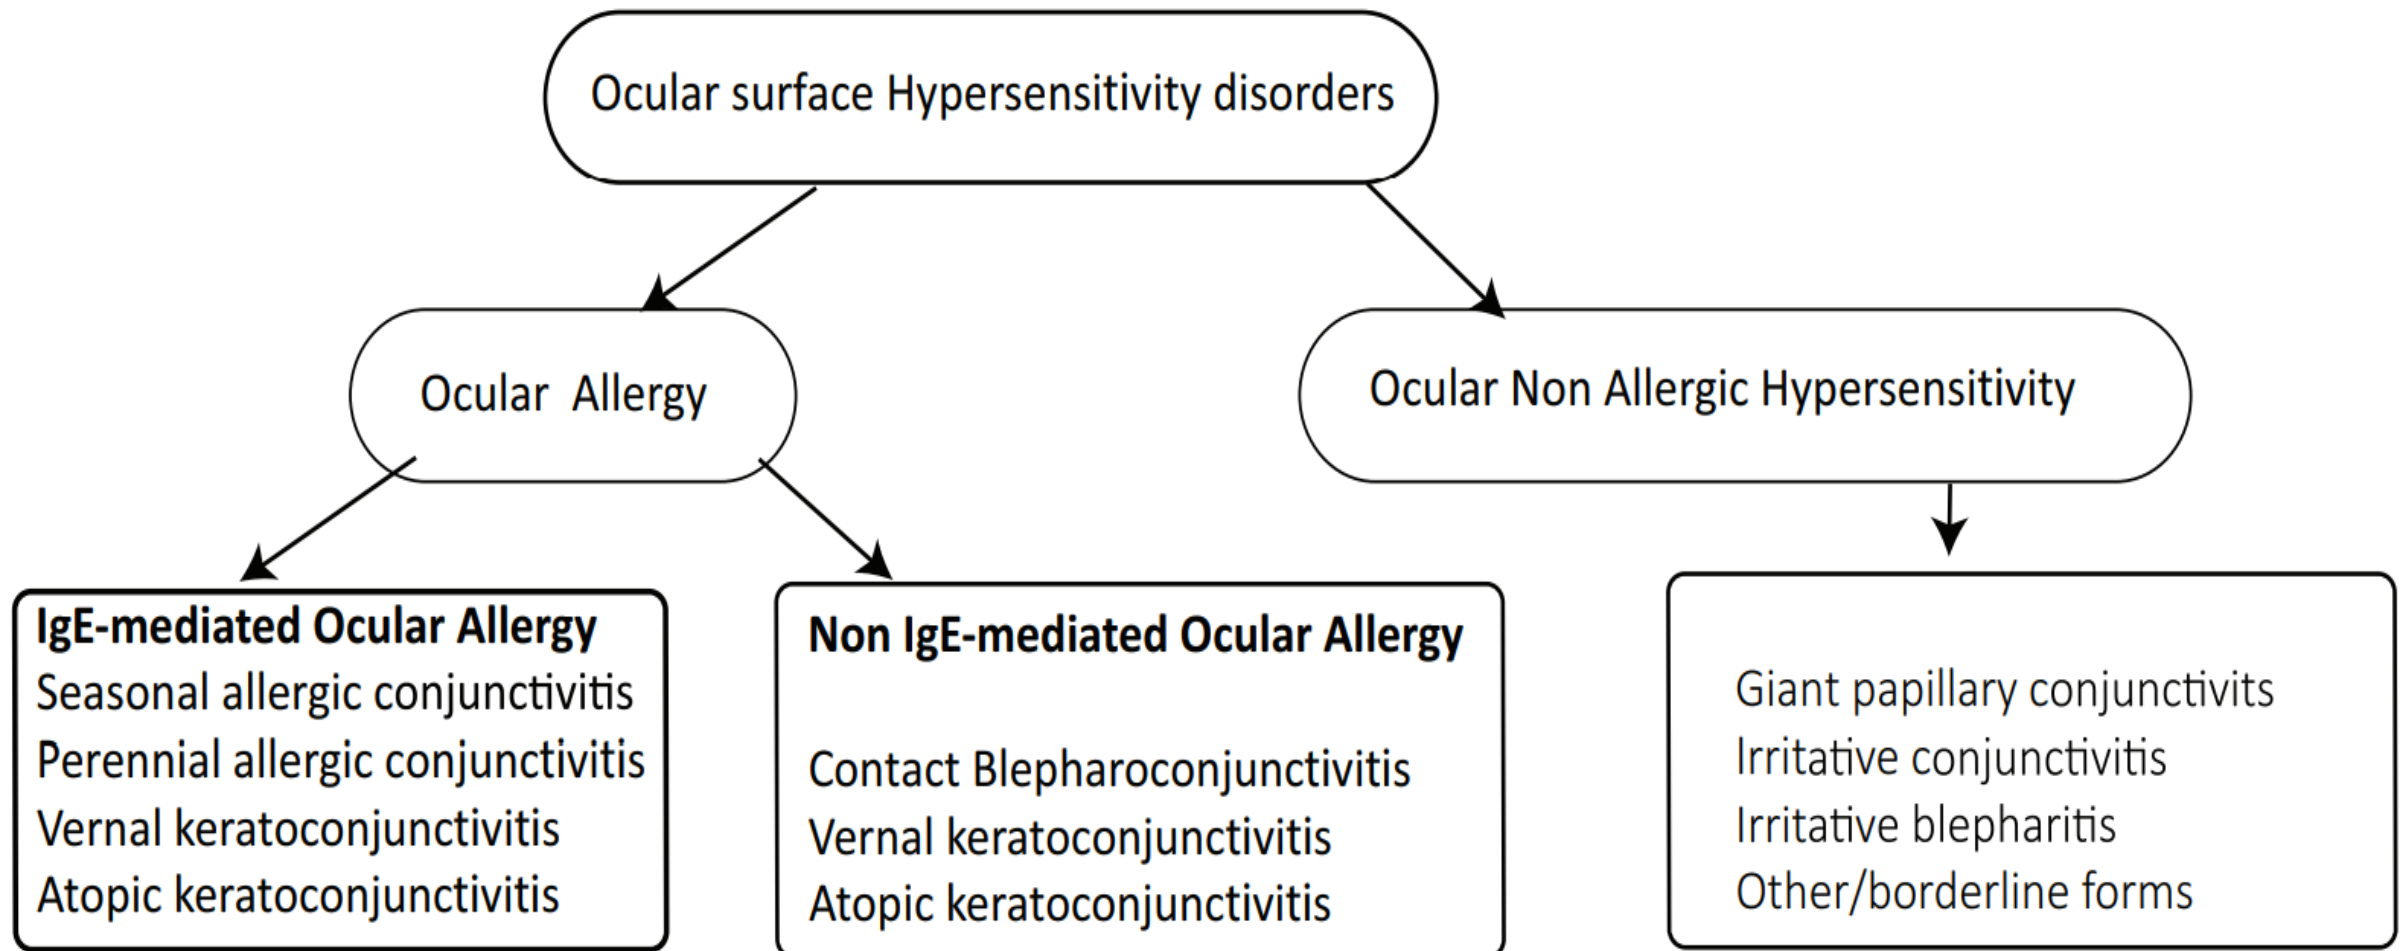 Ocular surface Hypersensitivity disorders
Ocular Allergy
Ocular Non Allergic Hypersensitivity
IgE-mediated Ocular Allergy
Seasonal allergic conjunctivitis
Perennial allergic conjunctivitis
Vernal keratoconjunctivitis
Atopic keratoconjunctivitis
Non IgE-mediated Ocular Allergy
Contact Blepharoconjunctivitis
Vernal keratoconjunctivitis
Atopic keratoconjunctivitis
Giant papillary conjunctivits
Irritative conjunctivitis
Irritative blepharitis
Other/borderline forms